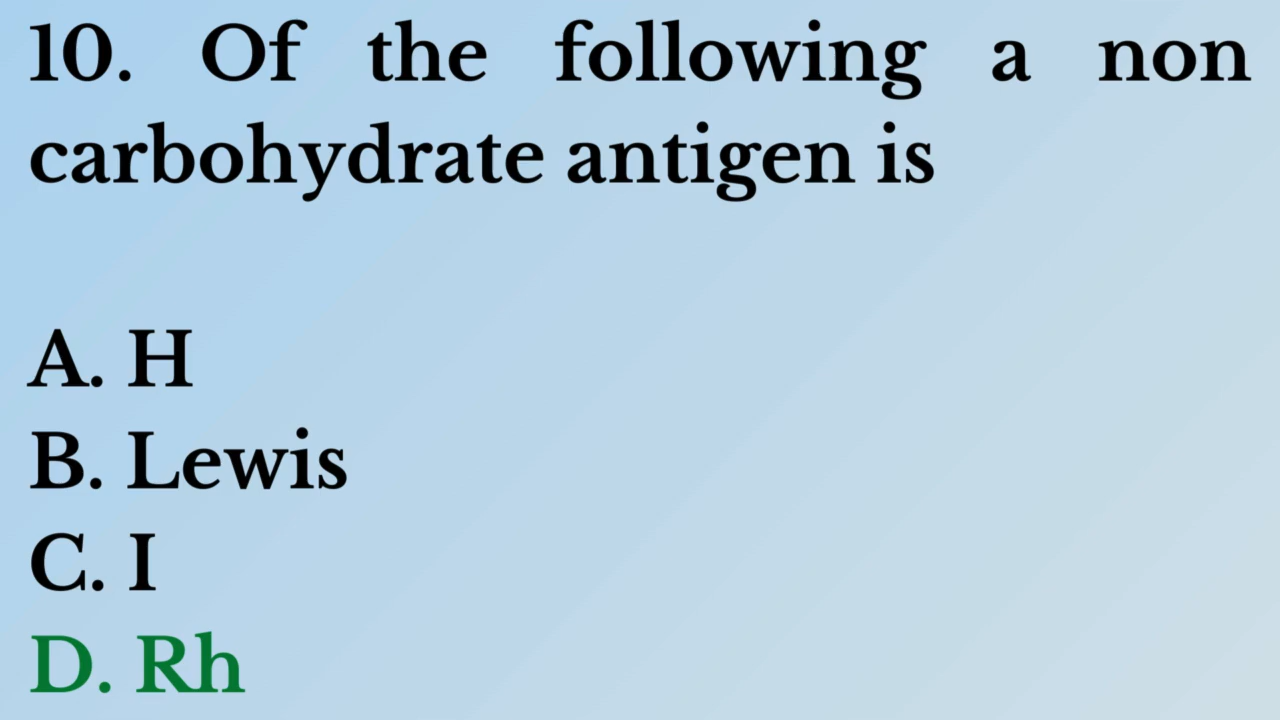 10. Of the following a non
carbohydrate antigen is
A. H
B. Lewis
C. I
D. Rh